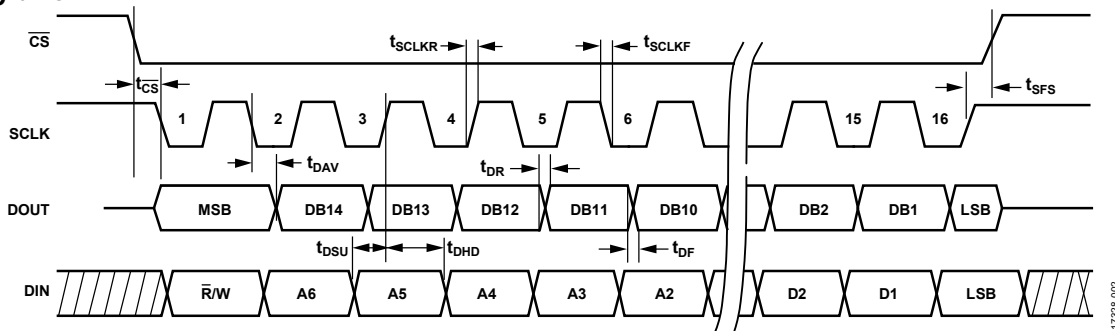 CS
tSCLKR
tSCLKF
tCS
tSFS
SCLK
1 2 3 4 5 6 15 16
tDAV
tDR
DOUT
MSB DB14 DB13 DB12 DB11 DB10 DB2 DB1 LSB
tDSU
tDHD
tDF
DIN
R/W A6 A5 A4 A3 A2 D2 D1 LSB